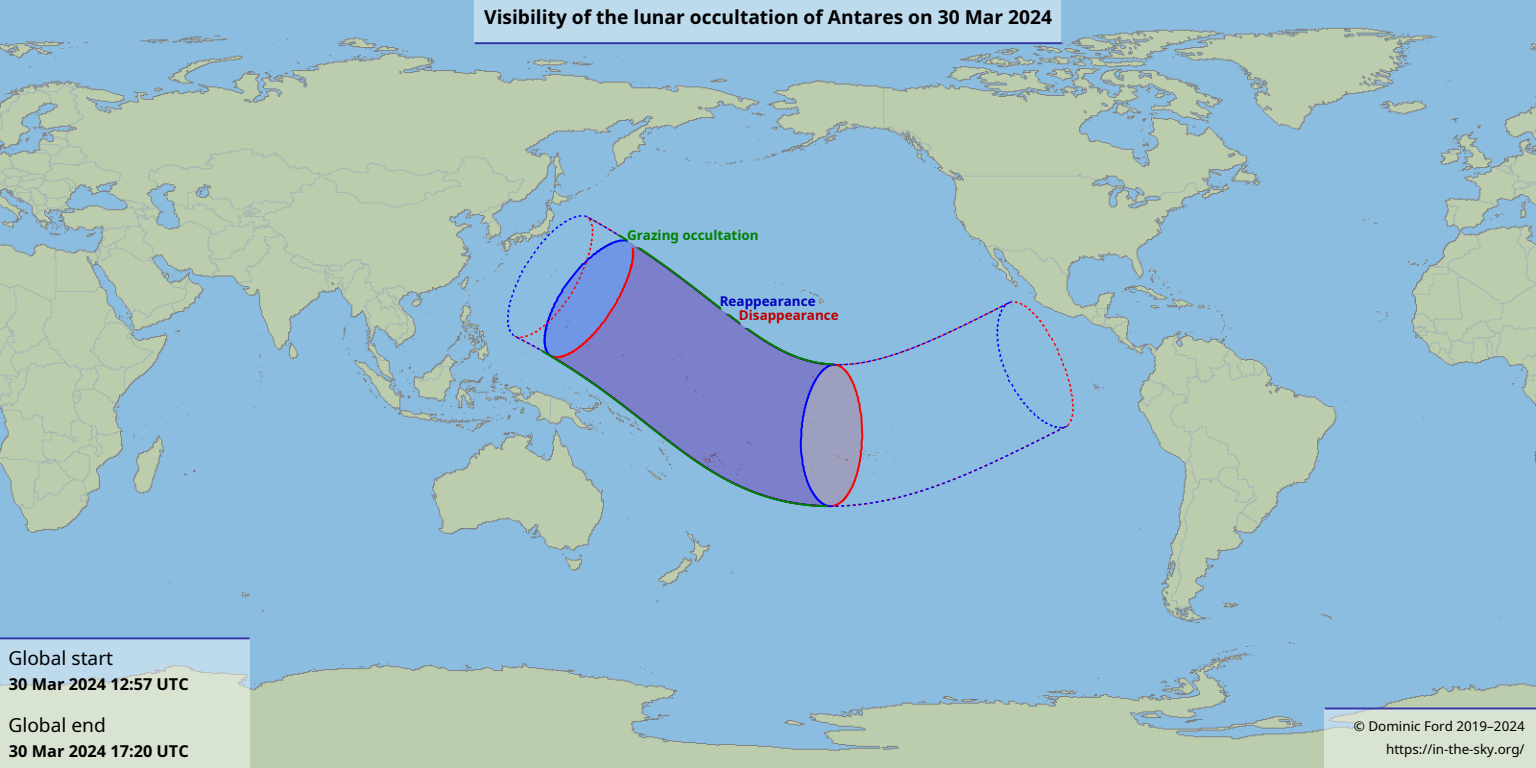 Visibility of the lunar occultation of Antares on 30 Mar 2024
Grazing occultation
Reappearance
Disappearance
Global start
30 Mar 2024 12:57 UTC
Global end
30 Mar 2024 17:20 UTC
© Dominic Ford 2019–2024
https://in-the-sky.org/